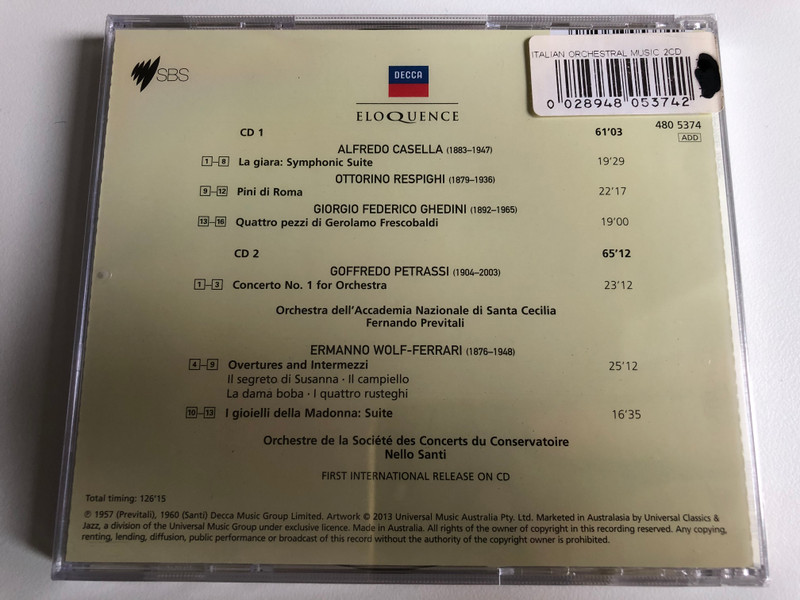 SBS
DECCA
ELOQUENCE
ITALIAN ORCHESTRAL MUSIC 2CD
0 028948 053742
480 5374
ADD
CD 1 61'03
ALFREDO CASELLA (1883–1947)
1–8 La giara: Symphonic Suite 19'29
OTTORINO RESPIGHI (1879–1936)
9–12 Pini di Roma 22'17
GIORGIO FEDERICO GHEDINI (1892–1965)
13–16 Quattro pezzi di Gerolamo Frescobaldi 19'00
CD 2 65'12
GOFFREDO PETRASSI (1904–2003)
1–3 Concerto No. 1 for Orchestra 23'12
Orchestra dell'Accademia Nazionale di Santa Cecilia
Fernando Previtali
ERMANNO WOLF-FERRARI (1876–1948)
4–9 Overtures and Intermezzi 25'12
Il segreto di Susanna · Il campiello
La dama boba · I quatro rusteghi
10–13 I gioielli della Madonna: Suite 16'35
Orchestre de la Société des Concerts du Conservatoire
Nello Santi
FIRST INTERNATIONAL RELEASE ON CD
Total timing: 126'15
℗ 1957 (Previtali), 1960 (Santi) Decca Music Group Limited. Artwork © 2013 Universal Music Australia Pty. Ltd. Marketed in Australasia by Universal Classics &
Jazz, a division of the Universal Music Group under exclusive licence. Made in Australia. All rights of the owner of copyright in this recording reserved. Any copying,
renting, lending, diffusion, public performance or broadcast of this record without the authority of the copyright owner is prohibited.